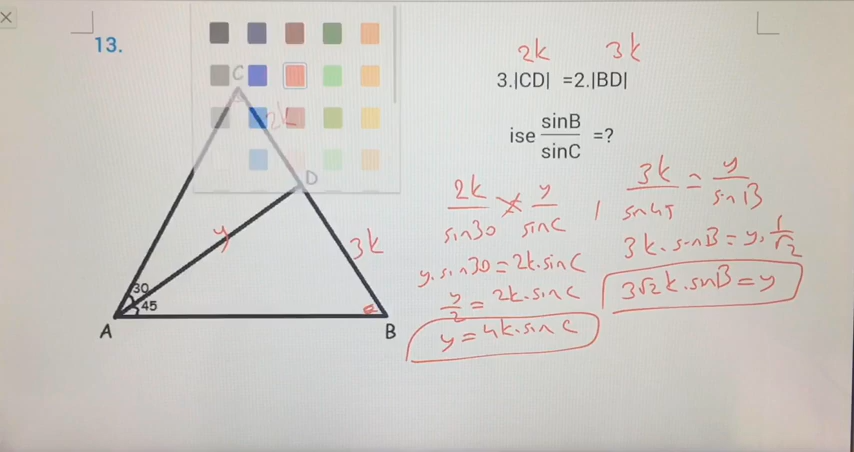 13.
2k 3k
3.|CD| =2.|BD|
ise sinB/sinC =?
C
2k
D
y
3k
30
45
A
B
2k/sin30 y/sinC
y.sin30=2k.sinC
y/2=2k.sinC
y=4k.sinC
3k/sin45=y/sinB
3k.sinB=y.1/√2
3√2k.sinB=y